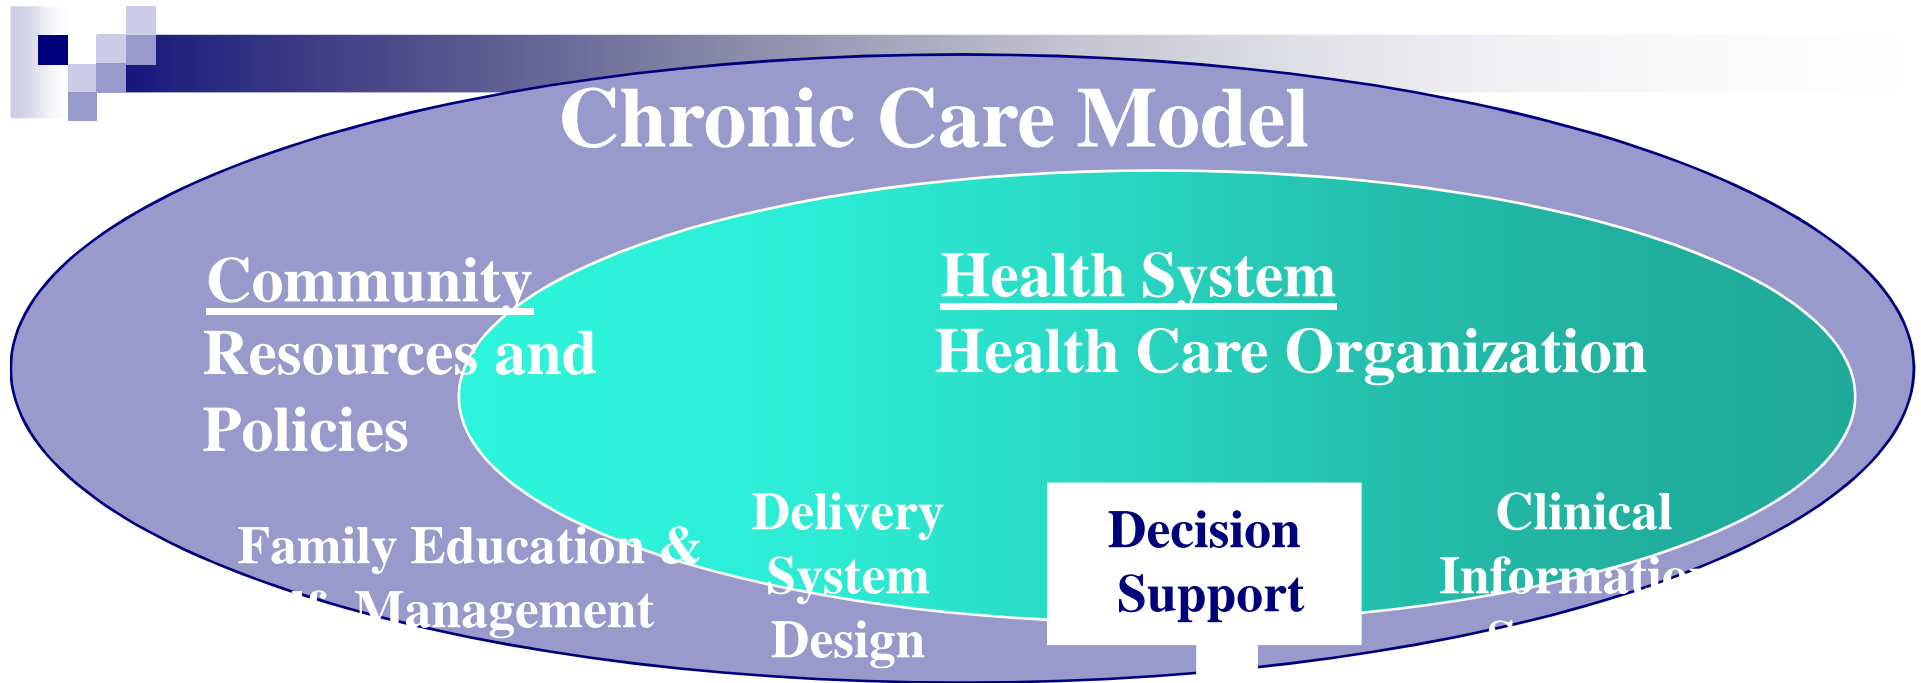 Chronic Care Model
Community
Resources and
Policies
Health System
Health Care Organization
Family Education &
Management
Delivery
System
Design
Decision
Support
Clinical
Information